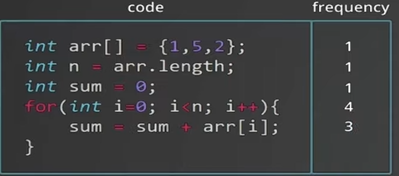 code frequency
int arr[] = {1,5,2}; 1
int n = arr.length; 1
int sum = 0; 1
for(int i=0; i<n; i++){ 4
sum = sum + arr[i]; 3
}